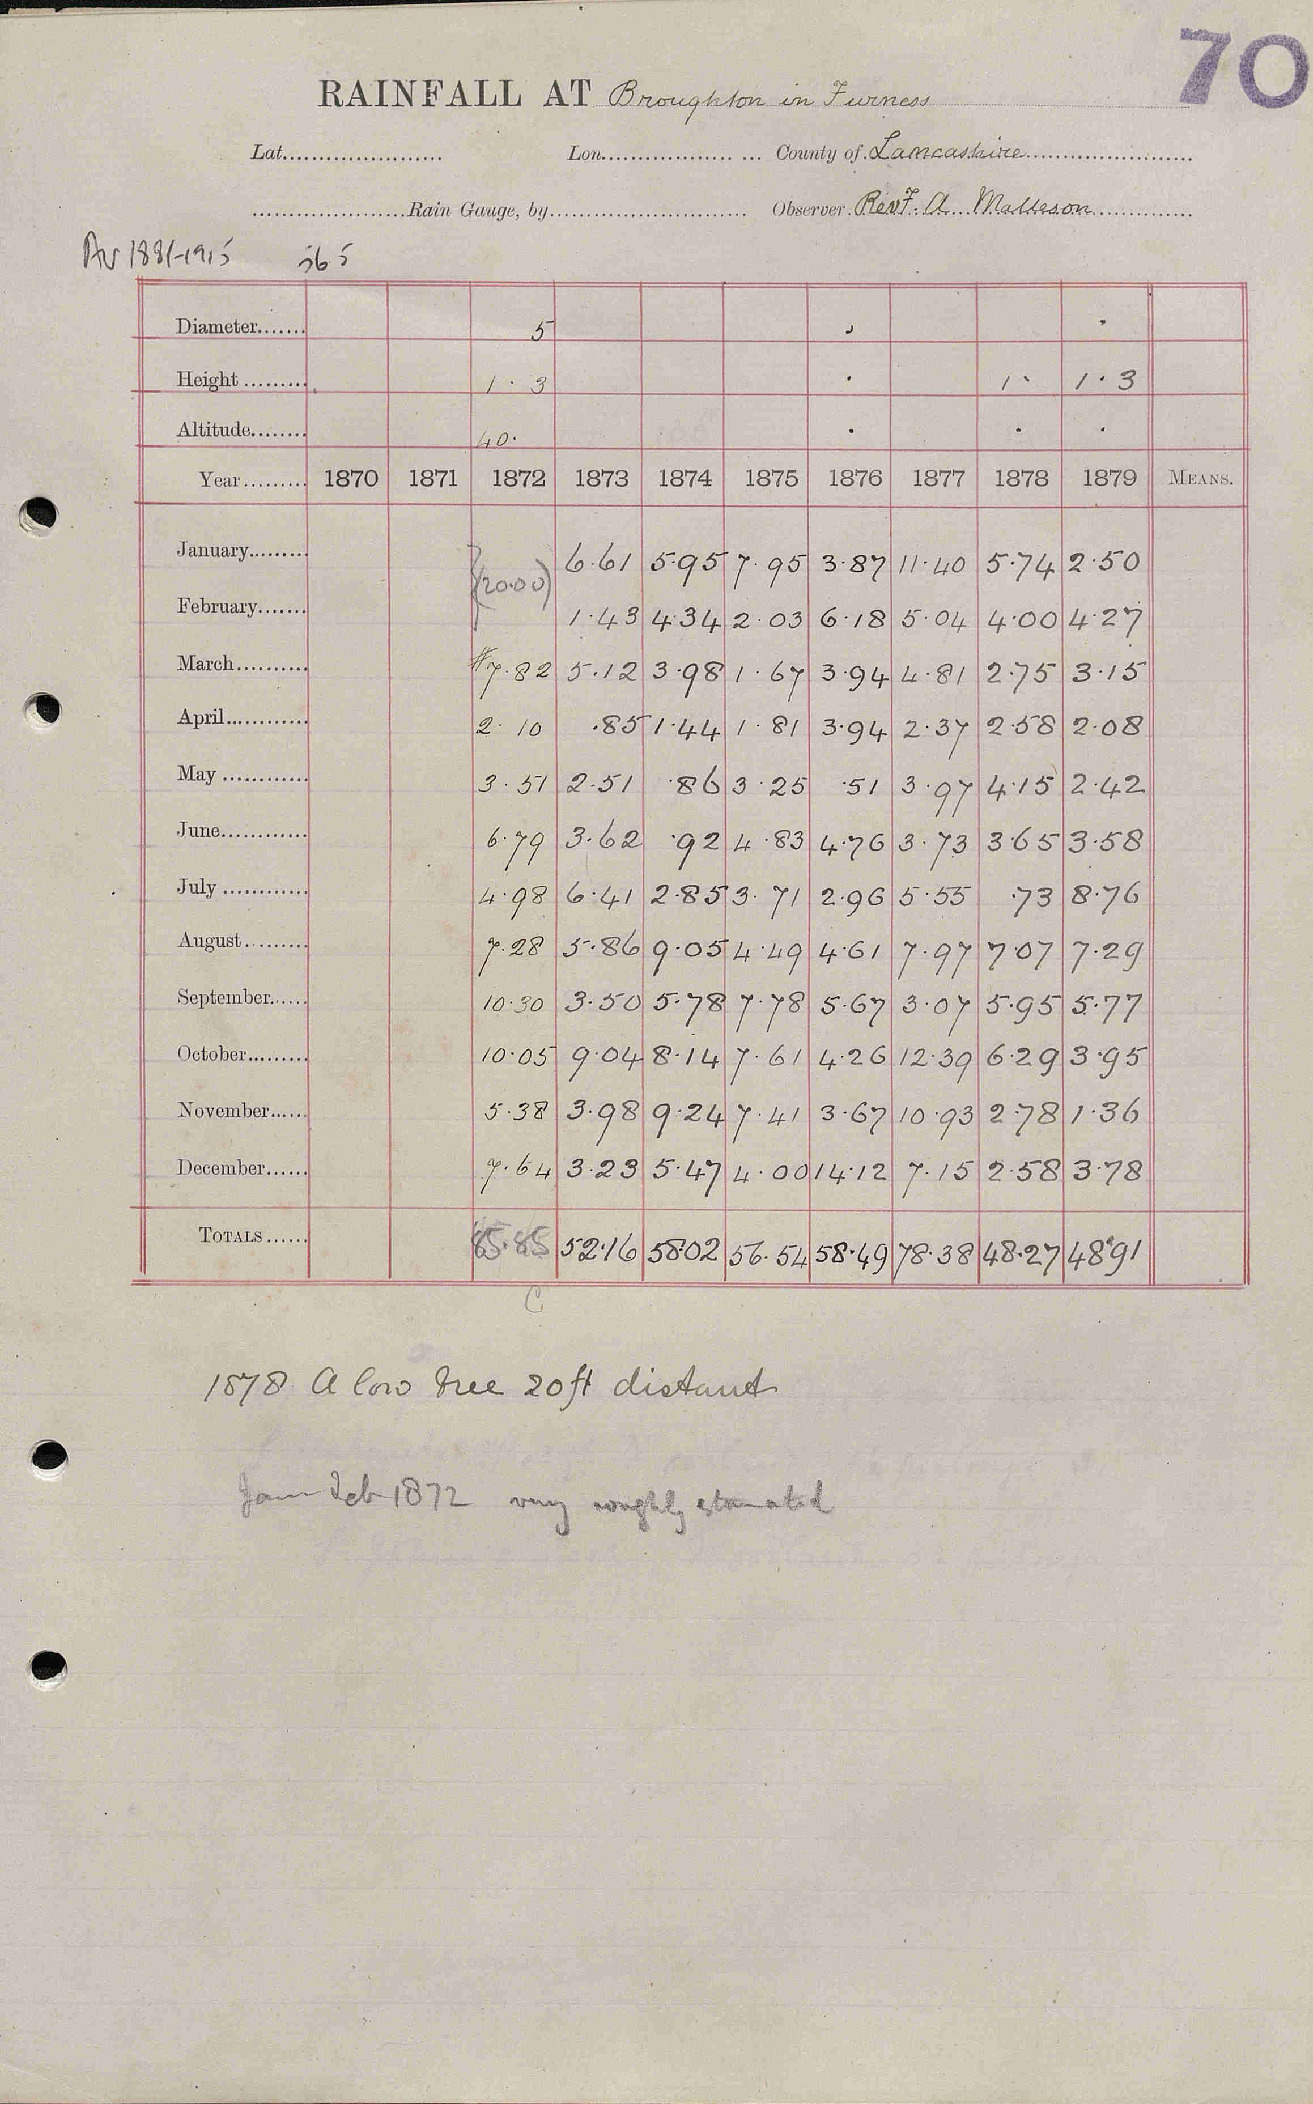 70
RAINFALL AT Broughton in Furness
Lat...................... Lon.................. ... County of Lancashire
Rain Gauge, by........................... Observer. Rev F. A. Malleson
Av 1881-1915 56 5
Diameter....... 5
Height ......... 1 . 3 1 . 1 . 3
Altitude........ 40.
Year......... 1870 1871 1872 1873 1874 1875 1876 1877 1878 1879 MEANS.
January......... (20.00) 6.61 5.95 7.95 3.87 11.40 5.74 2.50
February....... 1.43 4.34 2.03 6.18 5.04 4.00 4.27
March.......... 7.82 5.12 3.98 1.67 3.94 4.81 2.75 3.15
April............ 2.10 .85 1.44 1.81 3.94 2.37 2.58 2.08
May ............ 3.51 2.51 .86 3.25 .51 3.97 4.15 2.42
June............ 6.79 3.62 .92 4.83 4.76 3.73 3.65 3.58
July ............ 4.98 6.41 2.85 3.71 2.96 5.55 .73 8.76
August......... 7.28 5.86 9.05 4.49 4.61 7.97 7.07 7.29
September...... 10.30 3.50 5.78 7.78 5.67 3.07 5.95 5.77
October......... 10.05 9.04 8.14 7.61 4.26 12.39 6.29 3.95
November...... 5.38 3.98 9.24 7.41 3.67 10.93 2.78 1.36
December...... 7.64 3.23 5.47 4.00 14.12 7.15 2.58 3.78
TOTALS...... 85.85 52.16 58.02 56.54 58.49 78.38 48.27 48.91
C
1878 A low tree 20ft distant
Jan Feb 1872 very roughly estimated